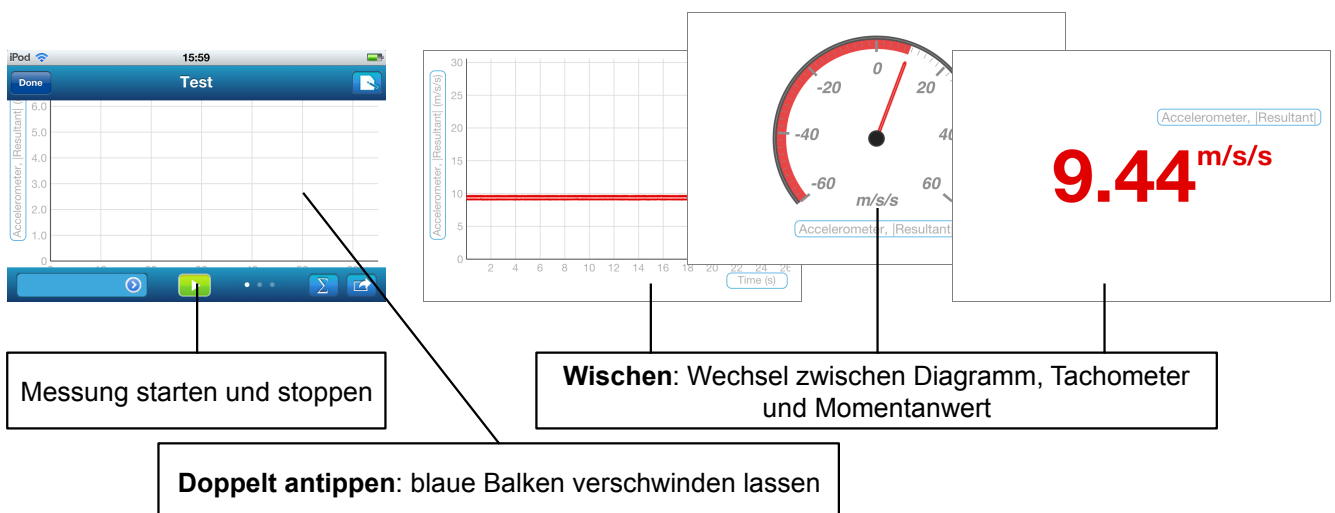 iPod
15:59
Done
Test
6.0
5.0
4.0
3.0
2.0
1.0
0
Accelerometer, |Resultant|
30
25
20
15
10
5
0
Accelerometer, |Resultant| (m/s/s)
2 4 6 8 10 12 14 16 18 20 22 24
Time (s)
-60 -40 -20 0 20 60
m/s/s
Accelerometer, |Resultant|
Accelerometer, |Resultant|
9.44 m/s/s
Messung starten und stoppen
Wischen: Wechsel zwischen Diagramm, Tachometer
und Momentanwert
Doppelt antippen: blaue Balken verschwinden lassen